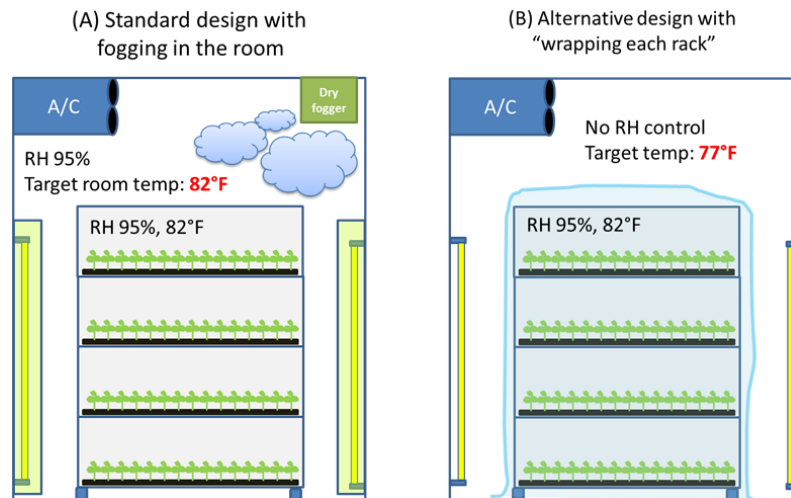 (A) Standard design with
fogging in the room
A/C
Dry
fogger
RH 95%
Target room temp: 82°F
RH 95%, 82°F
(B) Alternative design with
“wrapping each rack”
A/C
No RH control
Target temp: 77°F
RH 95%, 82°F